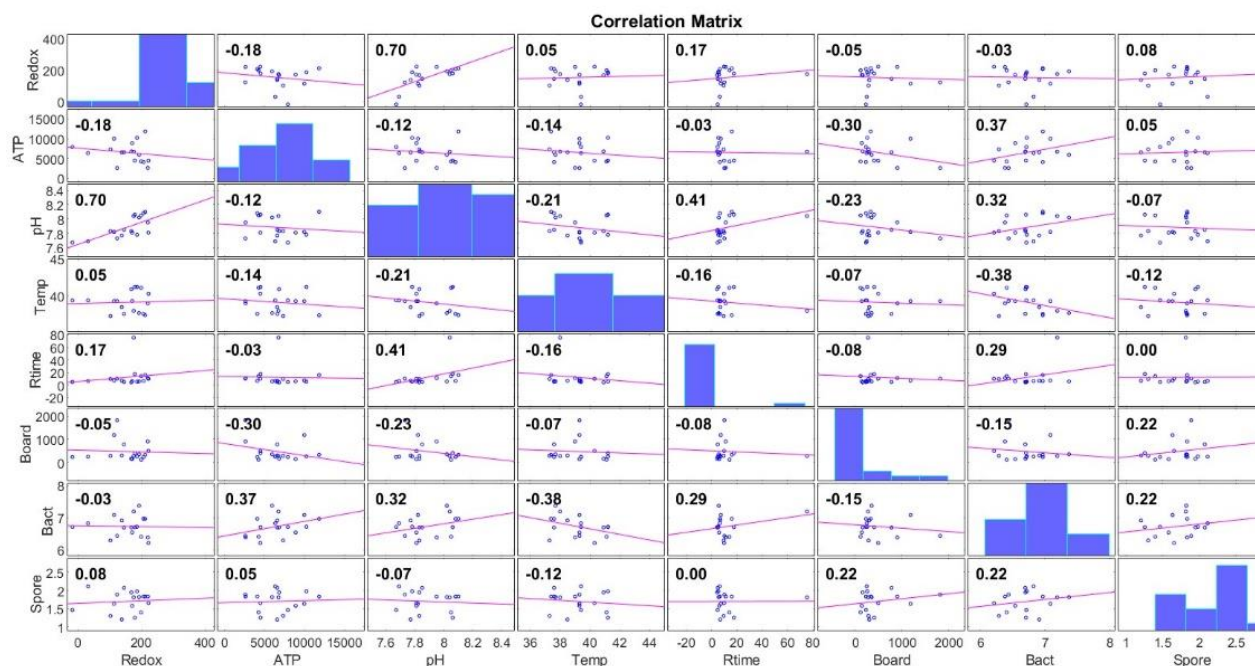 Correlation Matrix
Redox 400 200 0 -0.18 0.70 0.05 0.17 -0.05 -0.03 0.08
ATP 15000 10000 5000 0 -0.18 -0.12 -0.14 -0.03 -0.30 0.37 0.05
pH 8.4 8.2 8 7.8 7.6 0.70 -0.12 -0.21 0.41 -0.23 0.32 -0.07
Temp 45 40 0.05 -0.14 -0.21 -0.16 -0.07 -0.38 -0.12
Rtime 80 60 40 20 0 -20 0.17 -0.03 0.41 -0.16 -0.08 0.29 0.00
Board 2000 1000 0 -0.05 -0.30 -0.23 -0.07 -0.08 -0.15 0.22
Bact 8 7 6 -0.03 0.37 0.32 -0.38 0.29 -0.15 0.22
Spore 2.5 2 1.5 1 0.08 0.05 -0.07 -0.12 0.00 0.22 0.22
0 200 400 0 5000 10000 15000 7.6 7.8 8 8.2 8.4 36 38 40 42 44 -20 0 20 40 60 80 0 1000 2000 6 7 8 1 1.5 2 2.5
Redox ATP pH Temp Rtime Board Bact Spore